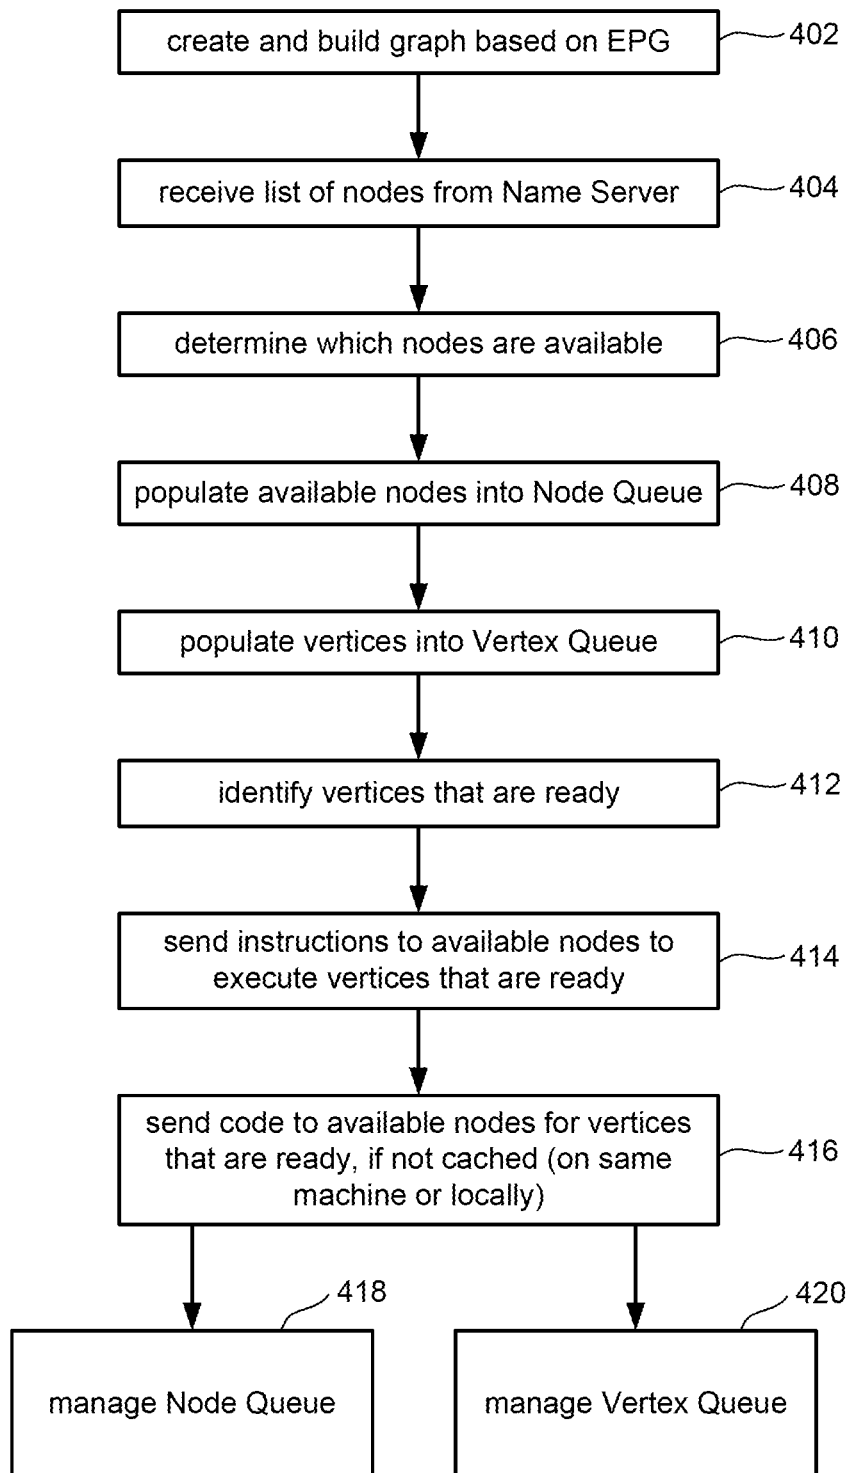 create and build graph based on EPG
402
receive list of nodes from Name Server
404
determine which nodes are available
406
populate available nodes into Node Queue
408
populate vertices into Vertex Queue
410
identify vertices that are ready
412
send instructions to available nodes to
execute vertices that are ready
414
send code to available nodes for vertices
that are ready, if not cached (on same
machine or locally)
416
418
manage Node Queue
420
manage Vertex Queue